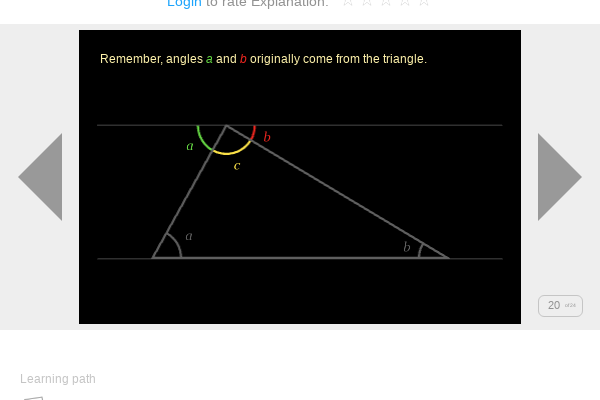 Login to rate Explanation:
Remember, angles a and b originally come from the triangle.
a
b
c
a
b
20
Learning path